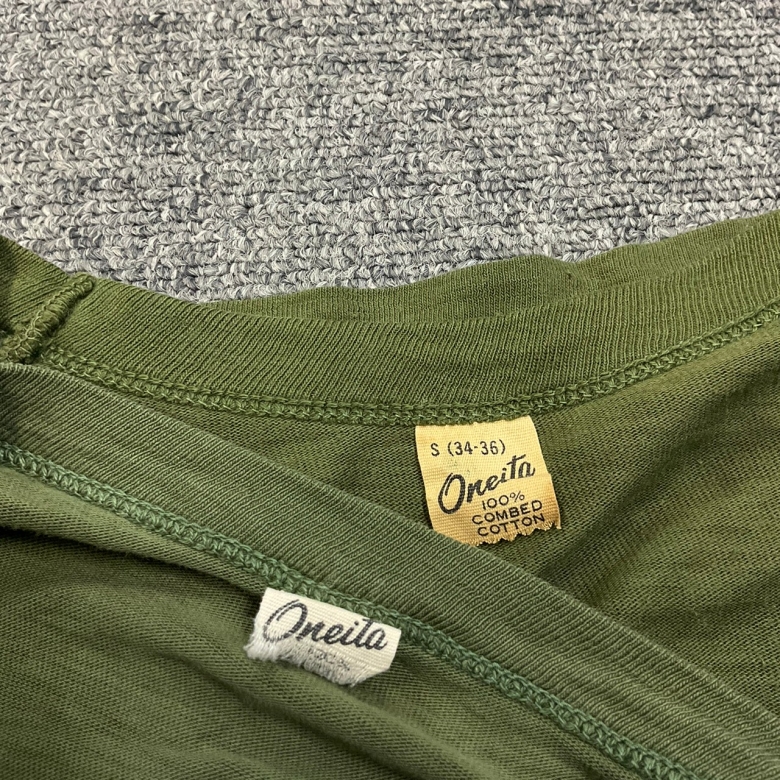 S (34-36)
Oneita
100%
COMBED
COTTON
Oneita